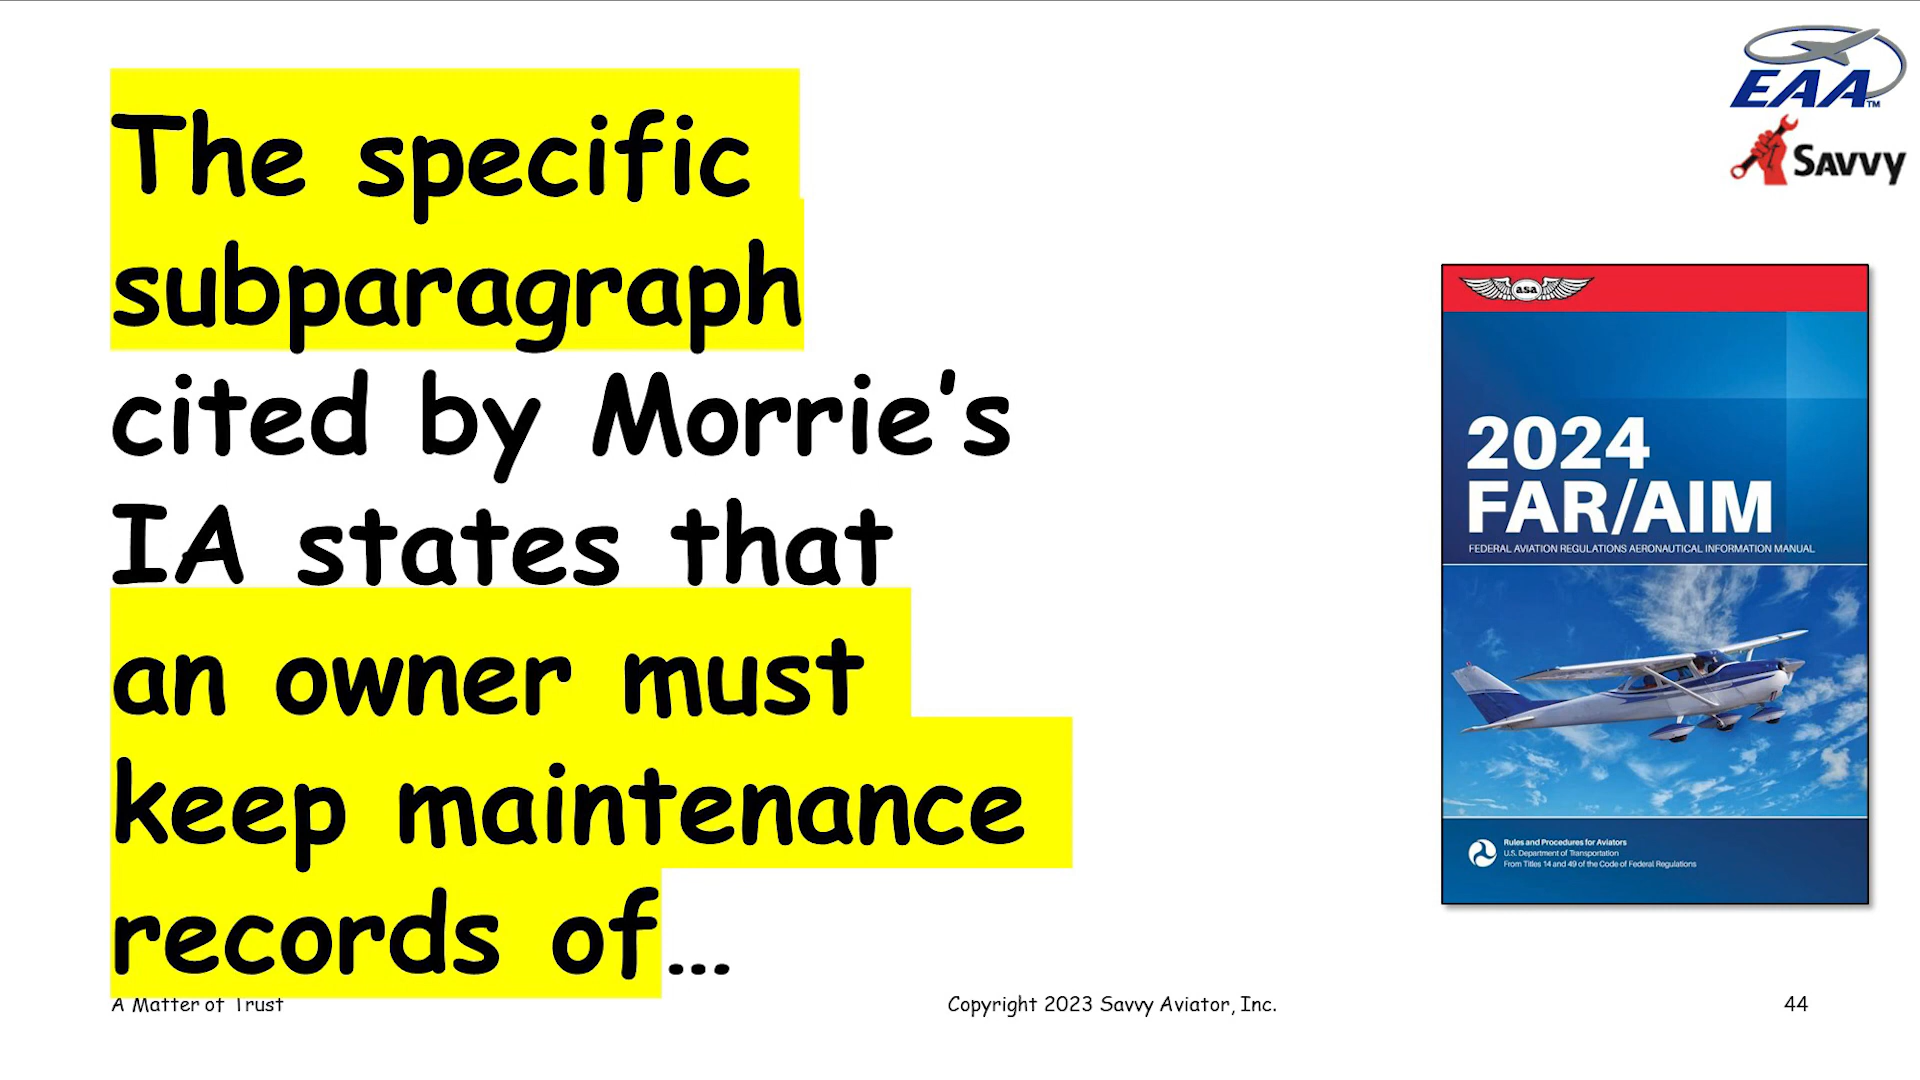 The specific
subparagraph
cited by Morrie's
IA states that
an owner must
keep maintenance
records of...
EAA™
SAVVY
asa
2024
FAR/AIM
FEDERAL AVIATION REGULATIONS AERONAUTICAL INFORMATION MANUAL
Rules and Procedures for Aviators
U.S. Department of Transportation
From Titles 14 and 49 of the Code of Federal Regulations
A Matter of Trust
Copyright 2023 Savvy Aviator, Inc.
44